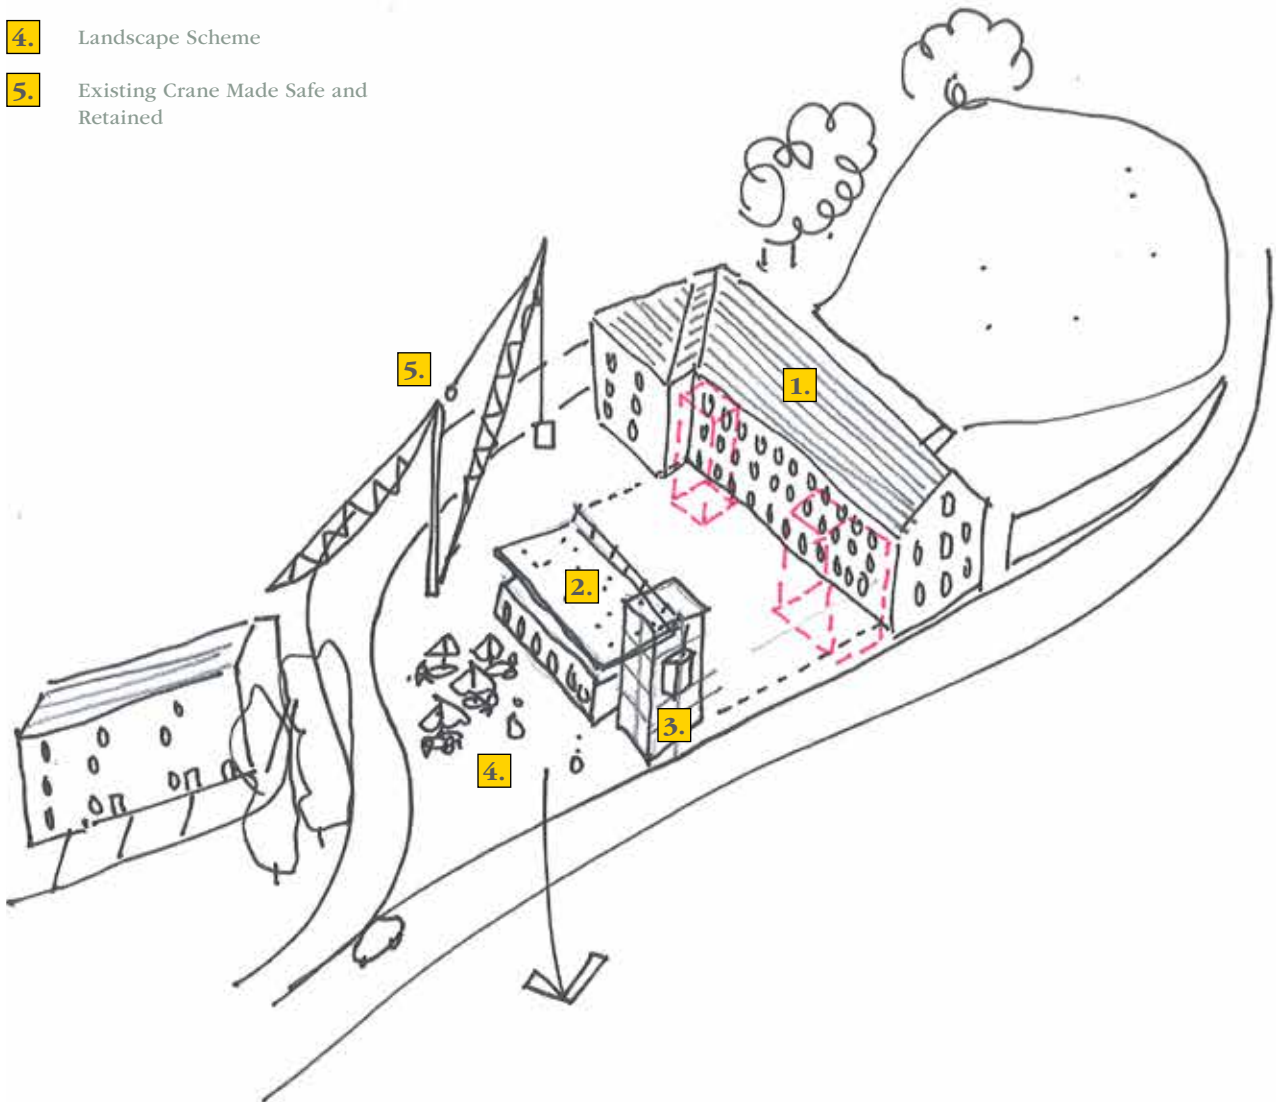 4. Landscape Scheme
5. Existing Crane Made Safe and
Retained
5.
1.
2.
3.
4.